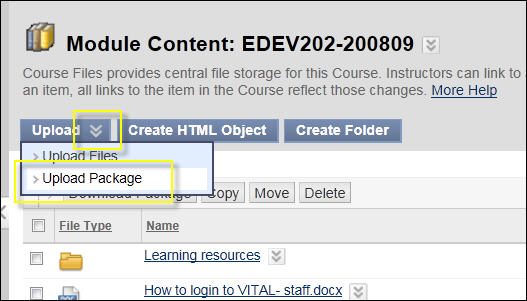 Module Content: EDEV202-200809
Course Files provides central file storage for this Course. Instructors can link to
an item, all links to the item in the Course reflect those changes. More Help
Upload Create HTML Object Create Folder
Upload Files
Upload Package
Download Package Copy Move Delete
File Type Name
Learning resources
How to login to VITAL- staff.docx